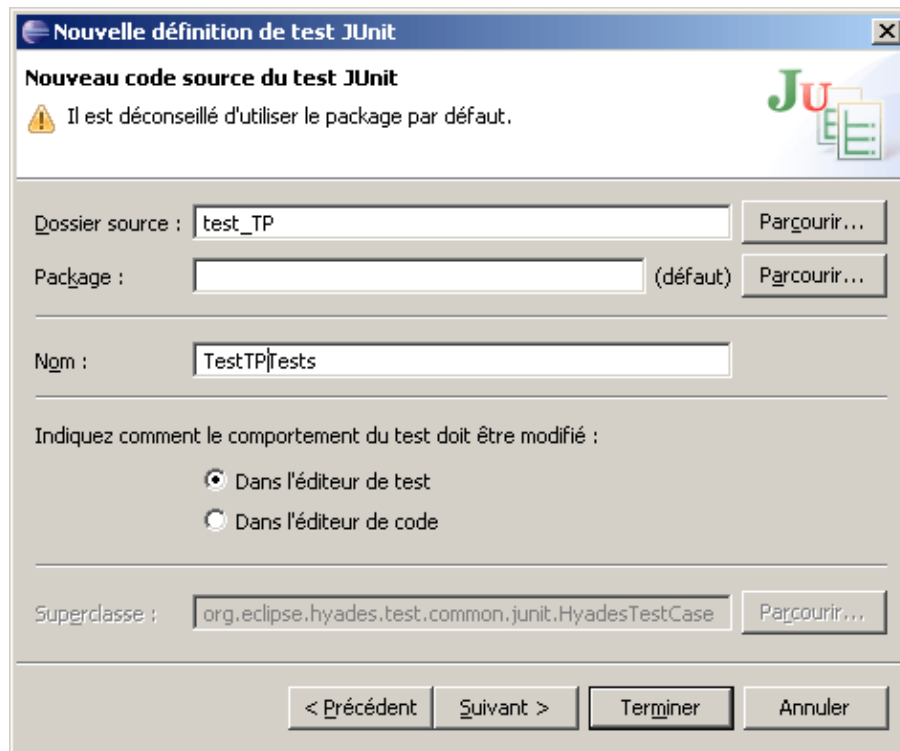 Nouvelle définition de test JUnit
Nouveau code source du test JUnit
Il est déconseillé d'utiliser le package par défaut.
JU
Dossier source : test_TP Parcourir...
Package : (défaut) Parcourir...
Nom : TestTPTests
Indiquez comment le comportement du test doit être modifié :
Dans l'éditeur de test
Dans l'éditeur de code
Superclasse : org.eclipse.hyades.test.common.junit.HyadesTestCase Parcourir...
< Précédent Suivant > Terminer Annuler